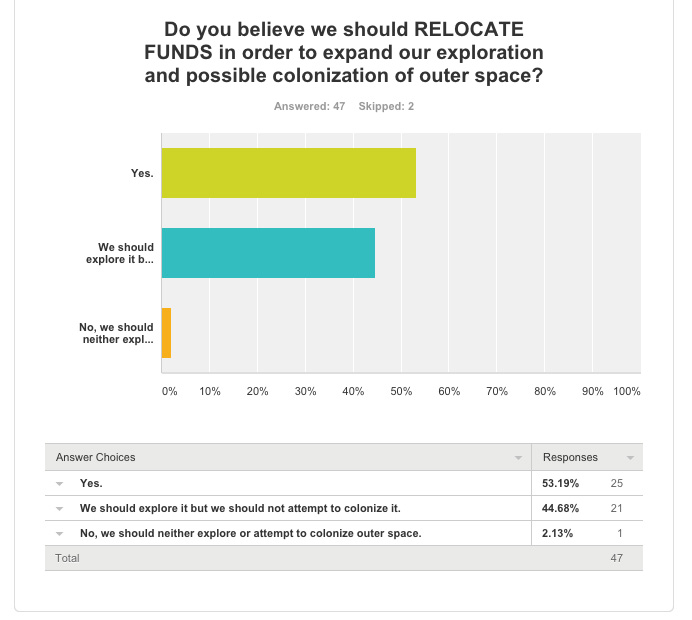 Do you believe we should RELOCATE
FUNDS in order to expand our exploration
and possible colonization of outer space?
Answered: 47 Skipped: 2
Yes.
We should
explore it b...
No, we should
neither expl...
0% 10% 20% 30% 40% 50% 60% 70% 80% 90% 100%
Answer Choices Responses
Yes. 53.19% 25
We should explore it but we should not attempt to colonize it. 44.68% 21
No, we should neither explore or attempt to colonize outer space. 2.13% 1
Total 47